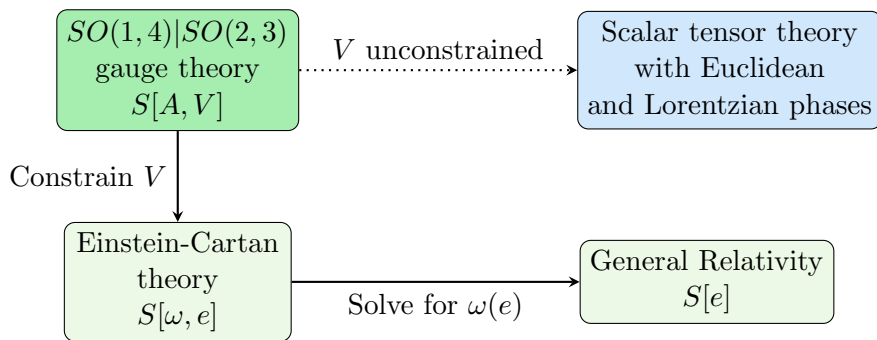 SO(1,4)|SO(2,3)
gauge theory
S[A,V]
V unconstrained
Scalar tensor theory
with Euclidean
and Lorentzian phases
Constrain V
Einstein-Cartan
theory
S[ω,e]
Solve for ω(e)
General Relativity
S[e]